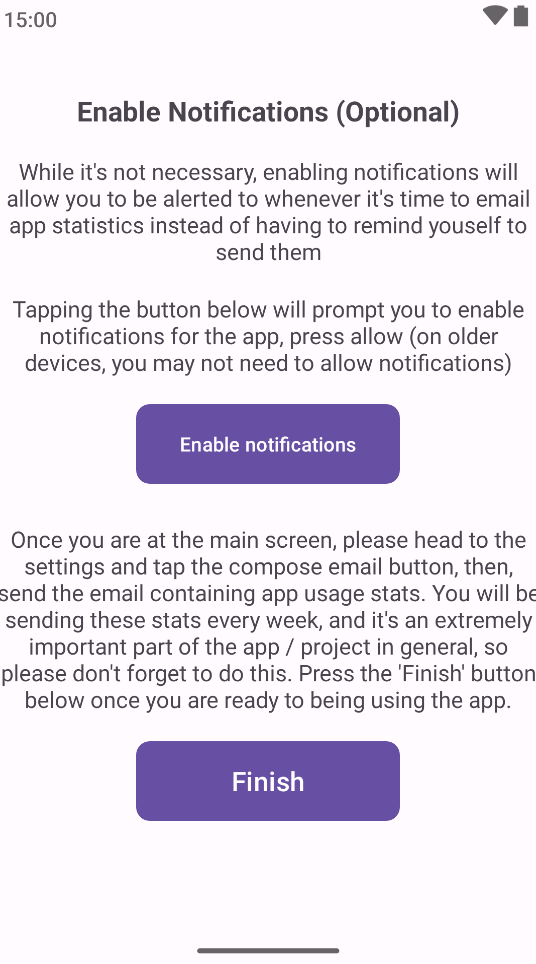 15:00
Enable Notifications (Optional)
While it's not necessary, enabling notifications will
allow you to be alerted to whenever it's time to email
app statistics instead of having to remind youself to
send them
Tapping the button below will prompt you to enable
notifications for the app, press allow (on older
devices, you may not need to allow notifications)
Enable notifications
Once you are at the main screen, please head to the
settings and tap the compose email button, then,
send the email containing app usage stats. You will be
sending these stats every week, and it's an extremely
important part of the app / project in general, so
please don't forget to do this. Press the 'Finish' button
below once you are ready to being using the app.
Finish